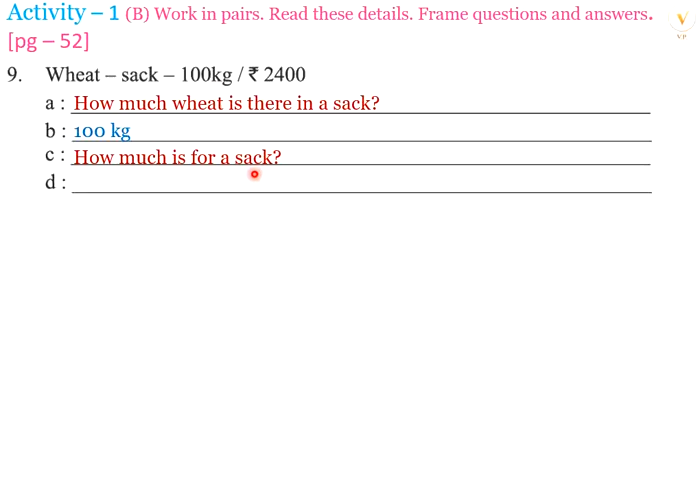 Activity – 1 (B) Work in pairs. Read these details. Frame questions and answers.
[pg – 52]
V
VP
9. Wheat – sack – 100kg / ₹ 2400
a : How much wheat is there in a sack?
b : 100 kg
c : How much is for a sack?
d :